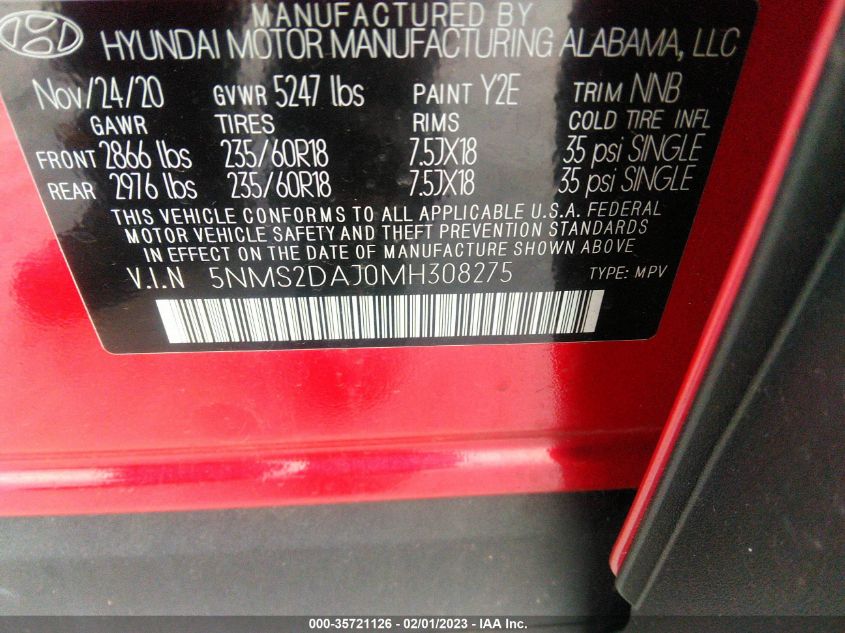 MANUFACTURED BY
HYUNDAI MOTOR MANUFACTURING ALABAMA, LLC
Nov/24/20 GVWR 5247 lbs PAINT Y2E TRIM NNB
GAWR TIRES RIMS COLD TIRE INFL
FRONT 2866 lbs 235/60R18 7.5JX18 35 psi SINGLE
REAR 2976 lbs 235/60R18 7.5JX18 35 psi SINGLE
THIS VEHICLE CONFORMS TO ALL APPLICABLE U.S.A. FEDERAL
MOTOR VEHICLE SAFETY AND THEFT PREVENTION STANDARDS
IN EFFECT ON THE DATE OF MANUFACTURE SHOWN ABOVE
V.I.N 5NMS2DAJ0MH308275 TYPE: MPV
000-35721126 - 02/01/2023 - IAA Inc.